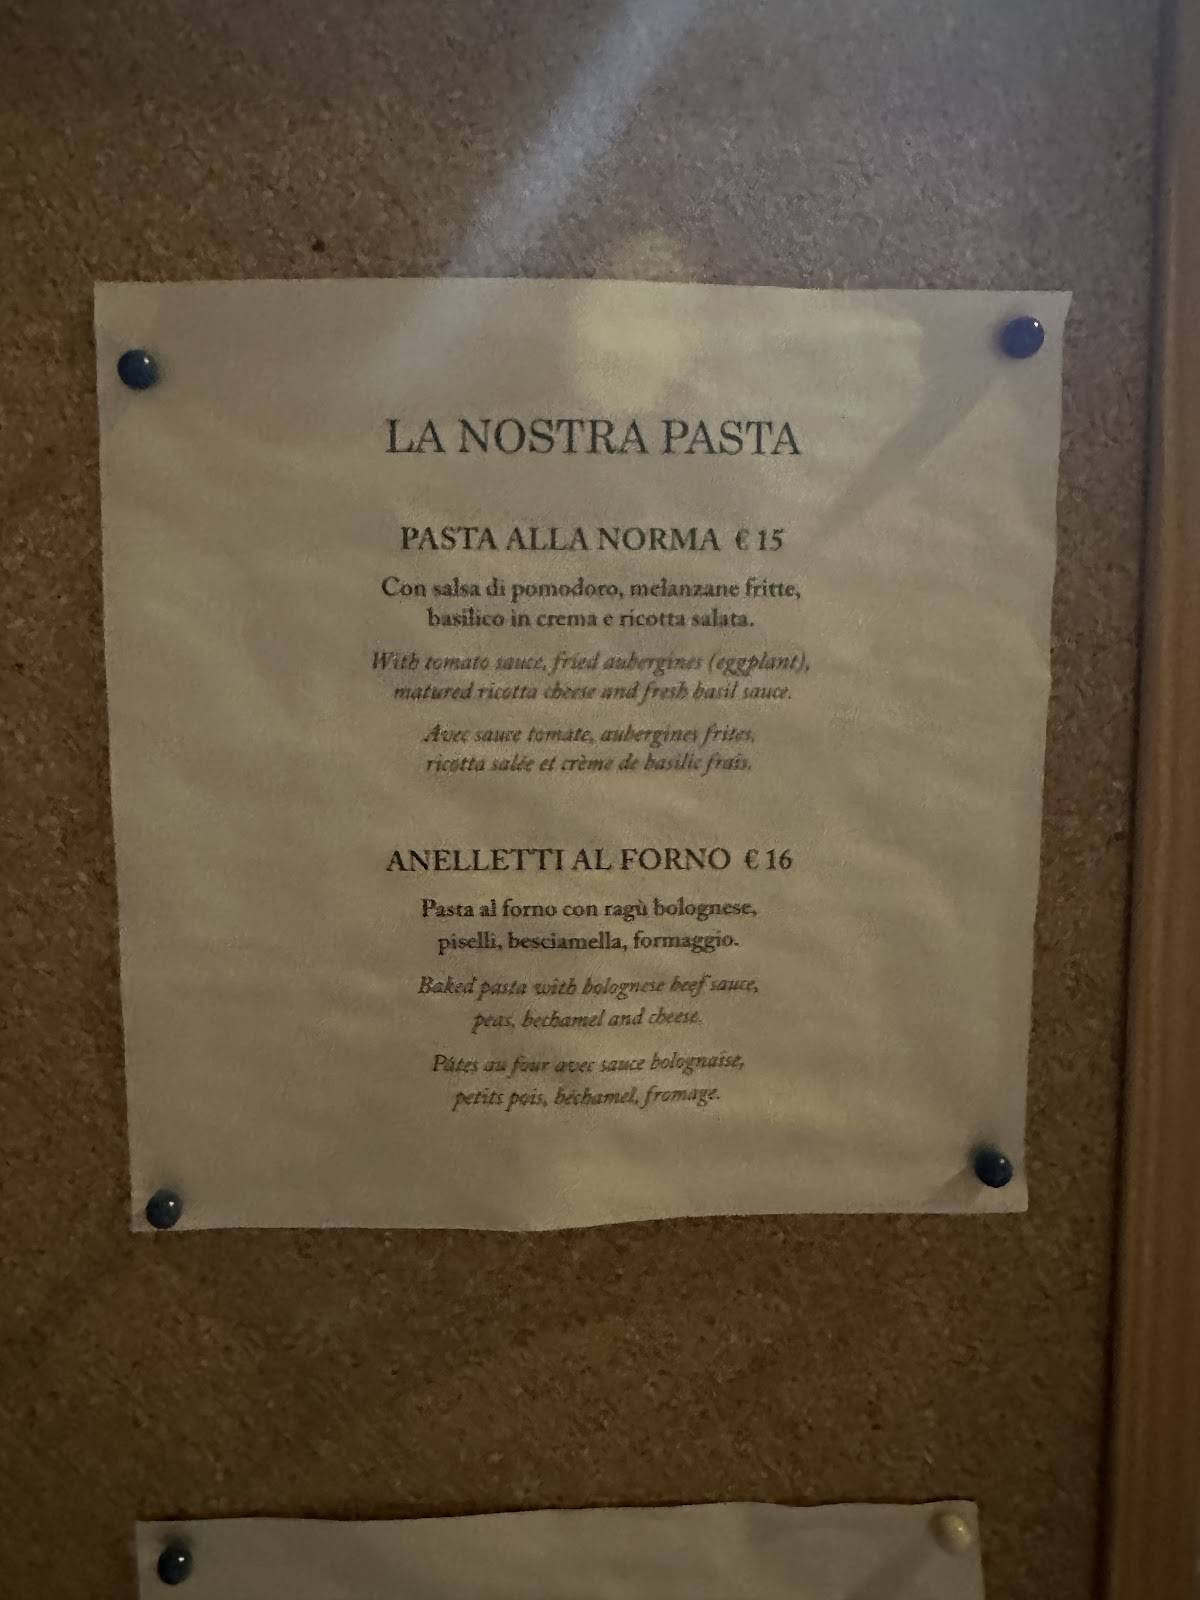 LA NOSTRA PASTA
PASTA ALLA NORMA € 15
Con salsa di pomodoro, melanzane fritte,
basilico in crema e ricotta salata.
With tomato sauce, fried aubergines (eggplant),
matured ricotta cheese and fresh basil sauce.
Avec sauce tomate, aubergines frites,
ricotta salée et crème de basilic frais.
ANELLETTI AL FORNO € 16
Pasta al forno con ragù bolognese,
piselli, besciamella, formaggio.
Baked pasta with bolognese beef sauce,
peas, bechamel and cheese.
Pâtes au four avec sauce bolognaise,
petits pois, béchamel, fromage.